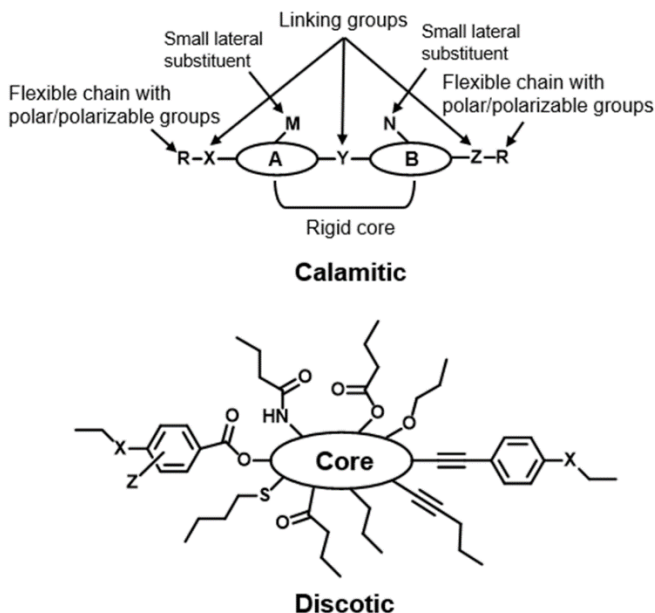 Linking groups
Small lateral
substituent
Small lateral
substituent
Flexible chain with
polar/polarizable groups
Flexible chain with
polar/polarizable groups
M
N
R–X
A
Y
B
Z–R
Rigid core
Calamitic
O
HN
O
O
O
O
O
X
Z
Core
X
S
O
Discotic